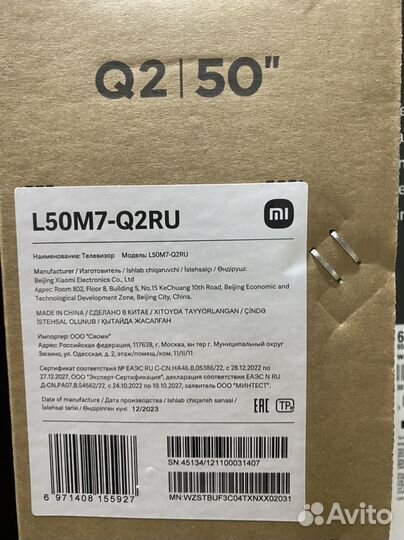 Q2|50"
L50M7-Q2RU
mi
Наименование: Телевизор Модель: L50M7-Q2RU
Manufacturer / Изготовитель / Ishlab chiqaruvchi / İstehsalçı / Өндіруші:
Beijing Xiaomi Electronics Co., Ltd
Адрес: Room 802, Floor 8, Building 5, No.15 KeChuang 10th Road, Beijing Economic and
Technological Development Zone, Beijing, China.
MADE IN CHINA / СДЕЛАНО В КИТАЕ / XITOYDA TAYYORLANGAN / ÇİNDƏ
İSTEHSAL OLUNUB / ҚЫТАЙДА ЖАСАЛҒАН
Импортер: ООО "Сяоми"
Адрес: Российская федерация, 117638, г. Москва, вн тер г. Муниципальный округ
Зюзино, ул. Одесская, д. 2, этаж/помещ./ком. 11/II/11
Сертификат соответствия № ЕАЭС RU C-CN.HA46.B.05386/22, с 28.12.2022 по
27.12.2027, ООО "Эксперт-Сертификация", декларация соответствия ЕАЭС N RU
Д-CN.РА07.В.54562/22, с 24.10.2022 по 19.10.2027, заявитель ООО "МИНТЕСТ".
Date of manufacture / Дата производства / Ishlab chiqarish sanasi /
İstehsal tarixi / Өндірілген күні: 12/2023
EAC TP
SN:45134/121100031407
6 971408 155927
MN:WZSTBUF3C04TXNXX02031
Avito